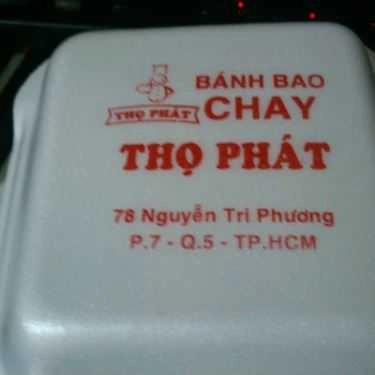 BÁNH BAO
THỌ PHÁT CHAY
THỌ PHÁT
78 Nguyễn Tri Phương
P.7 - Q.5 - TP.HCM